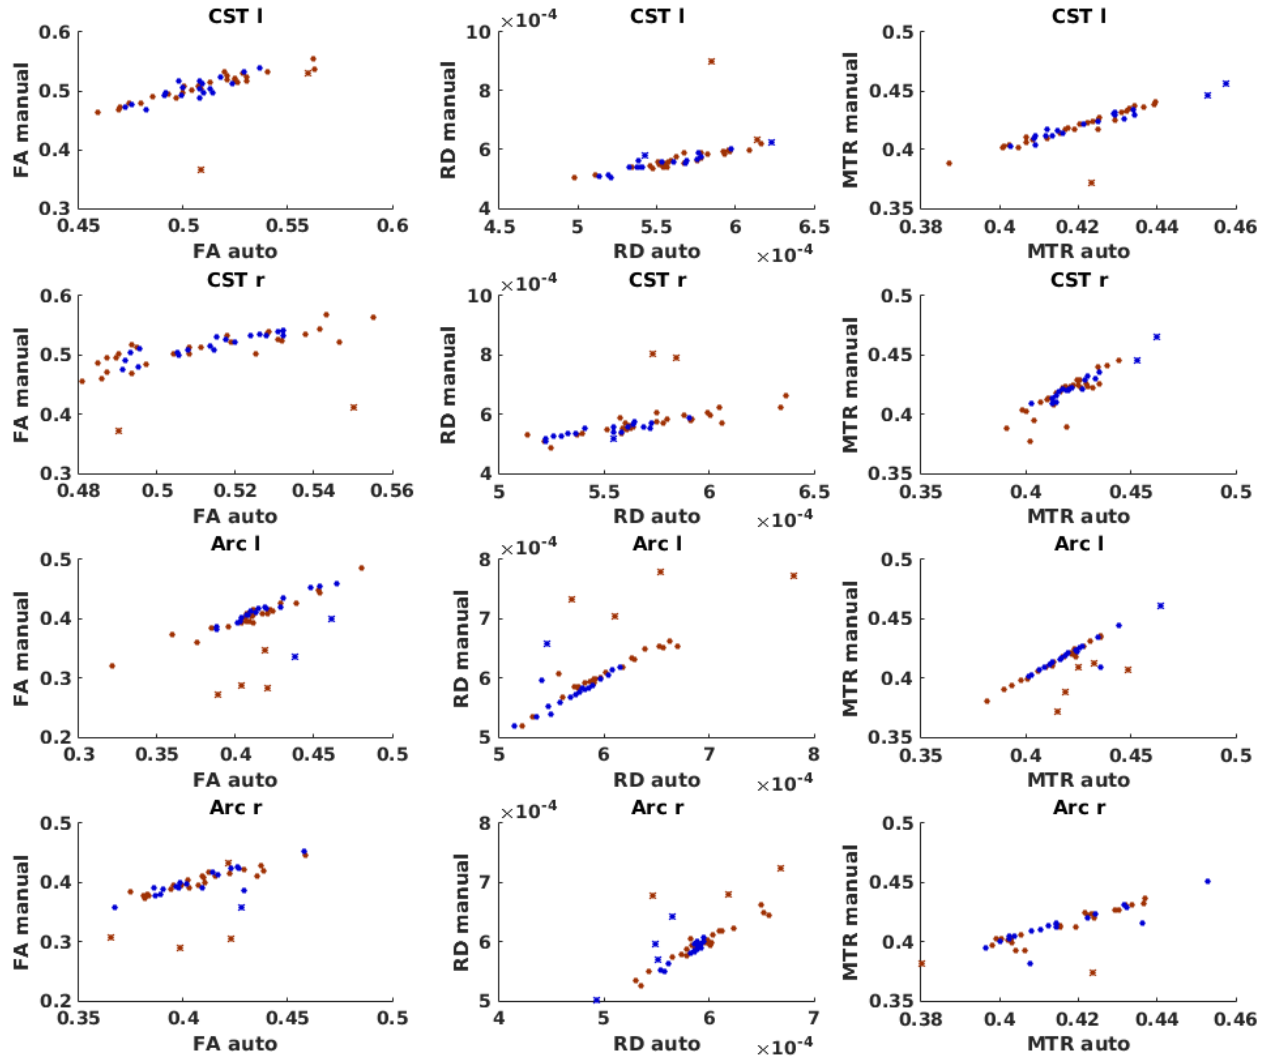 CST l
0.6
0.5
0.4
0.3
0.45 0.5 0.55 0.6
FA manual
FA auto
CST l
×10-4
10
8
6
4
4.5 5 5.5 6 6.5
RD manual
RD auto
×10-4
CST l
0.5
0.45
0.4
0.35
0.38 0.4 0.42 0.44 0.46
MTR manual
MTR auto
CST r
0.6
0.5
0.4
0.3
0.48 0.5 0.52 0.54 0.56
FA manual
FA auto
CST r
×10-4
10
8
6
4
5 5.5 6 6.5
RD manual
RD auto
×10-4
CST r
0.5
0.45
0.4
0.35
0.35 0.4 0.45 0.5
MTR manual
MTR auto
Arc l
0.5
0.4
0.3
0.2
0.3 0.35 0.4 0.45 0.5
FA manual
FA auto
Arc l
×10-4
8
7
6
5
5 6 7 8
RD manual
RD auto
×10-4
Arc l
0.5
0.45
0.4
0.35
0.35 0.4 0.45 0.5
MTR manual
MTR auto
Arc r
0.5
0.4
0.3
0.2
0.35 0.4 0.45 0.5
FA manual
FA auto
Arc r
×10-4
8
7
6
5
4 5 6 7
RD manual
RD auto
×10-4
Arc r
0.5
0.45
0.4
0.35
0.38 0.4 0.42 0.44 0.46
MTR manual
MTR auto